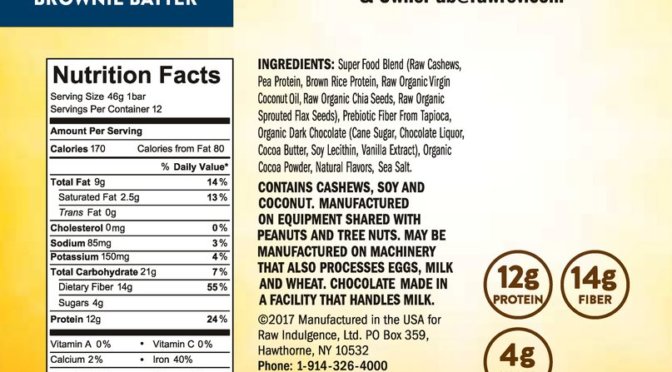 BROWNIE BATTER
Nutrition Facts
Serving Size 46g 1bar
Servings Per Container 12
Amount Per Serving
Calories 170 Calories from Fat 80
% Daily Value*
Total Fat 9g 14%
Saturated Fat 2.5g 13%
Trans Fat 0g
Cholesterol 0mg 0%
Sodium 85mg 3%
Potassium 150mg 4%
Total Carbohydrate 21g 7%
Dietary Fiber 14g 55%
Sugars 4g
Protein 12g 24%
Vitamin A 0% • Vitamin C 0%
Calcium 2% • Iron 40%
INGREDIENTS: Super Food Blend (Raw Cashews,
Pea Protein, Brown Rice Protein, Raw Organic Virgin
Coconut Oil, Raw Organic Chia Seeds, Raw Organic
Sprouted Flax Seeds), Prebiotic Fiber From Tapioca,
Organic Dark Chocolate (Cane Sugar, Chocolate Liquor,
Cocoa Butter, Soy Lecithin, Vanilla Extract), Organic
Cocoa Powder, Natural Flavors, Sea Salt.
CONTAINS CASHEWS, SOY AND
COCONUT. MANUFACTURED
ON EQUIPMENT SHARED WITH
PEANUTS AND TREE NUTS. MAY BE
MANUFACTURED ON MACHINERY
THAT ALSO PROCESSES EGGS, MILK
AND WHEAT. CHOCOLATE MADE IN
A FACILITY THAT HANDLES MILK.
©2017 Manufactured in the USA for
Raw Indulgence, Ltd. PO Box 359,
Hawthorne, NY 10532
Phone: 1-914-326-4000
12g
PROTEIN
14g
FIBER
4g